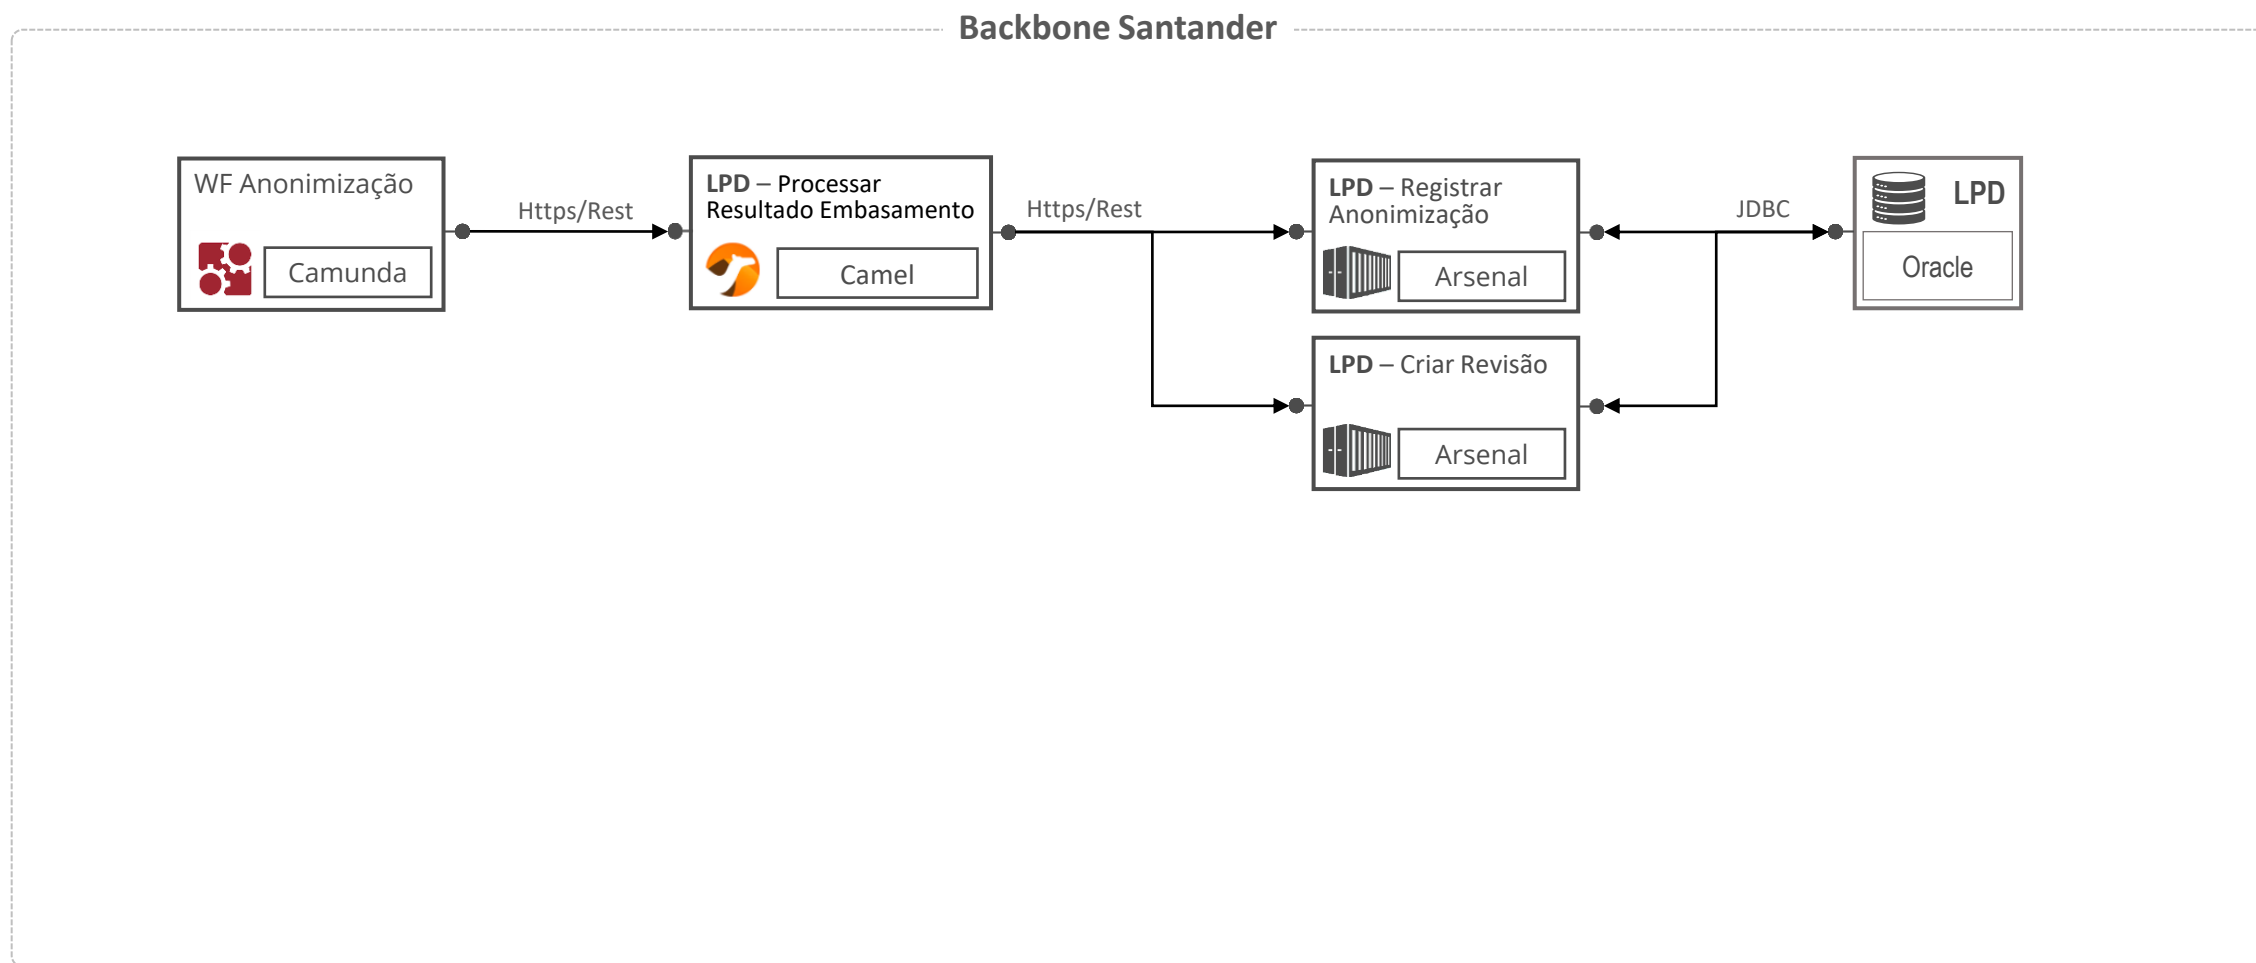 Backbone Santander
WF Anonimização
Camunda
Https/Rest
LPD – Processar
Resultado Embasamento
Camel
Https/Rest
LPD – Registrar
Anonimização
Arsenal
LPD – Criar Revisão
Arsenal
JDBC
LPD
Oracle